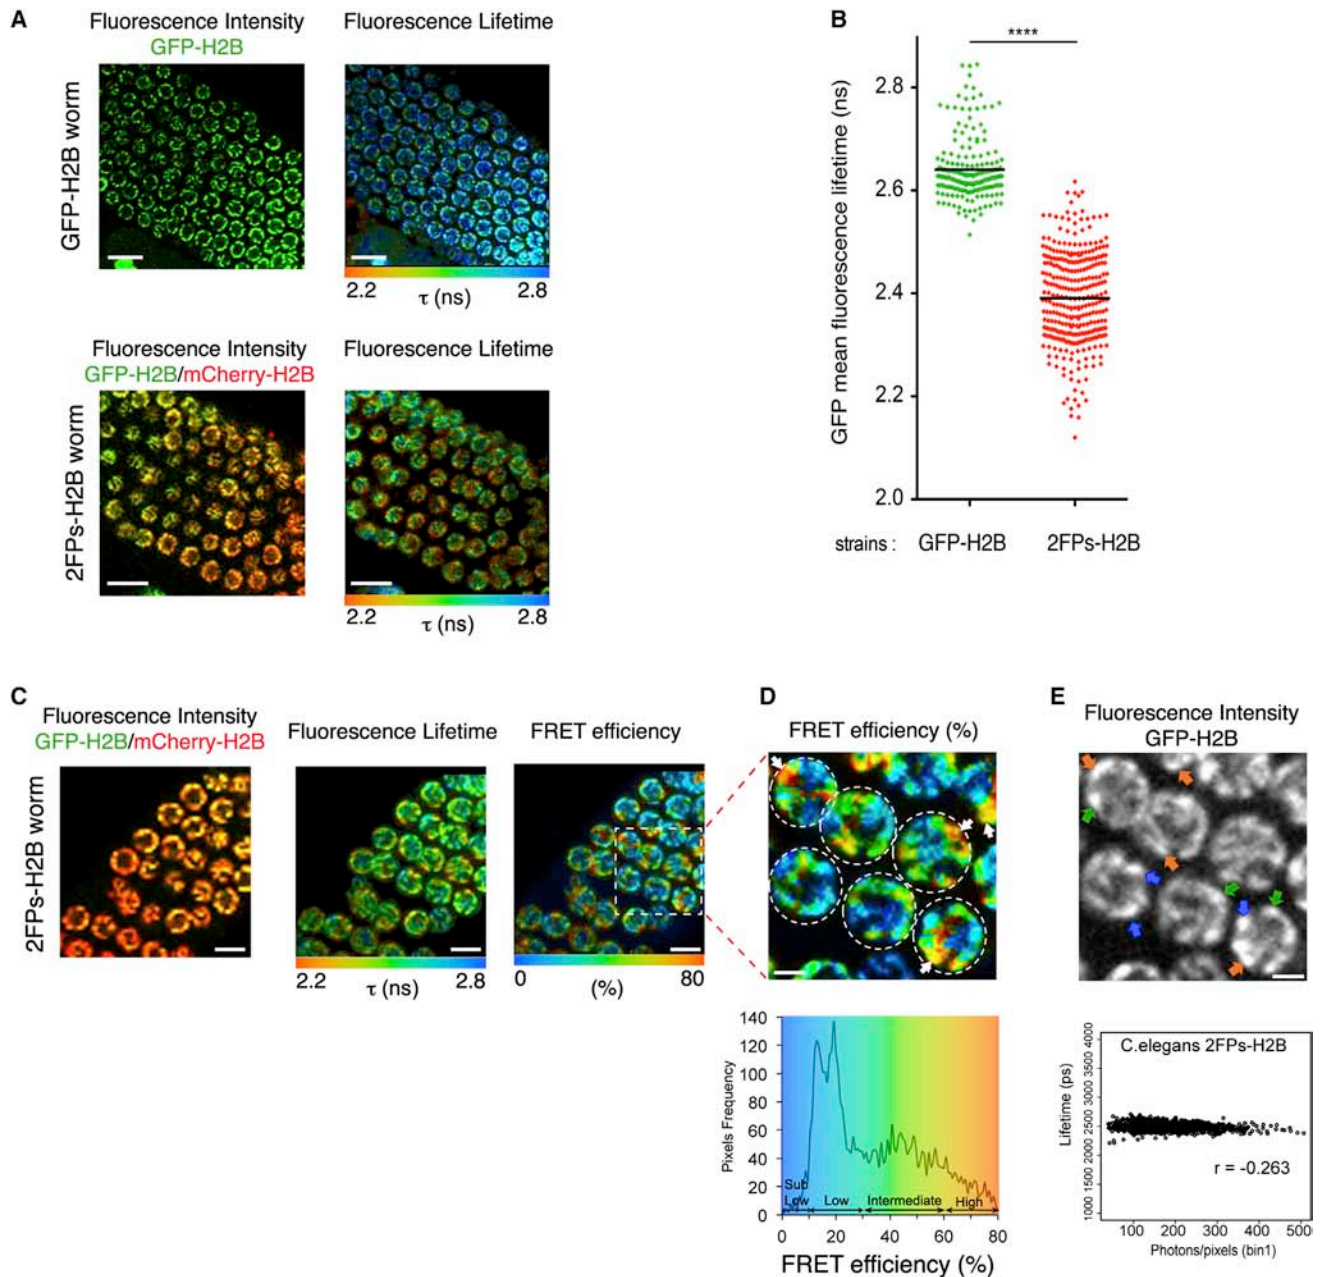 A
Fluorescence Intensity
GFP-H2B
Fluorescence Lifetime
GFP-H2B worm
2.2
2.8
τ (ns)
Fluorescence Intensity
GFP-H2B/mCherry-H2B
Fluorescence Lifetime
2FPs-H2B worm
2.2
2.8
τ (ns)
B
****
GFP mean fluorescence lifetime (ns)
2.8
2.6
2.4
2.2
2.0
strains : GFP-H2B 2FPs-H2B
C
Fluorescence Intensity
GFP-H2B/mCherry-H2B
Fluorescence Lifetime
FRET efficiency
2FPs-H2B worm
2.2
2.8
τ (ns)
0
80
(%)
D
FRET efficiency (%)
Pixels Frequency
140
120
100
80
60
40
20
0
Sub
Low
Low
Intermediate
High
0 20 40 60 80
FRET efficiency (%)
E
Fluorescence Intensity
GFP-H2B
C.elegans 2FPs-H2B
Lifetime (ps)
4000
3500
3000
2500
2000
1500
1000
r = -0.263
100 200 300 400 500
Photons/pixels (bin1)